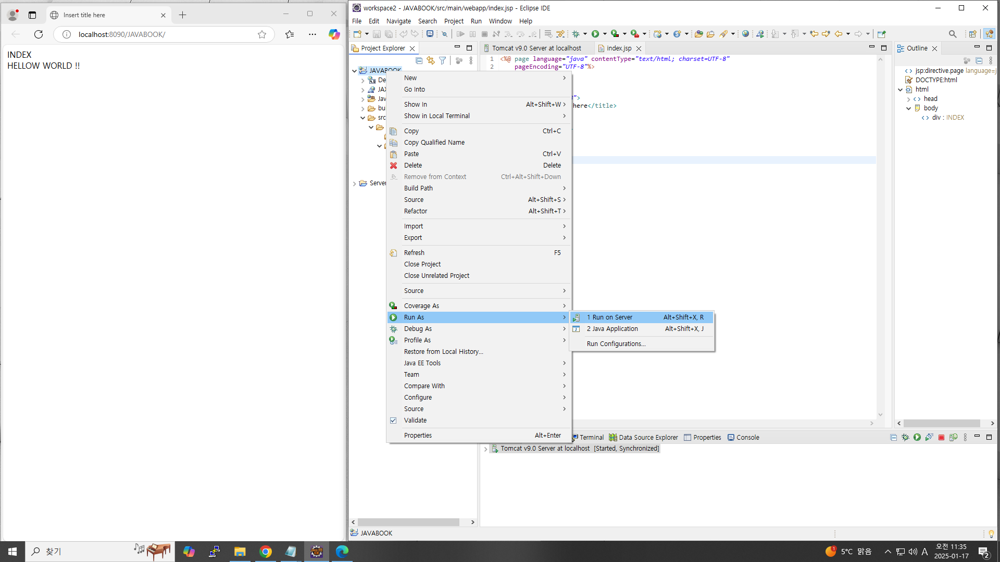 Insert title here
localhost:8090/JAVABOOK/
INDEX
HELLOW WORLD !!
workspace2 - JAVABOOK/src/main/webapp/index.jsp - Eclipse IDE
File Edit Navigate Search Project Run Window Help
Project Explorer
JAVABOOK
De
JAX
Jav
bu
src
Server
New
Go Into
Show In Alt+Shift+W
Show in Local Terminal
Copy Ctrl+C
Copy Qualified Name
Paste Ctrl+V
Delete Delete
Remove from Context Ctrl+Alt+Shift+Down
Build Path
Source Alt+Shift+S
Refactor Alt+Shift+T
Import
Export
Refresh F5
Close Project
Close Unrelated Project
Source
Coverage As
Run As
Debug As
Profile As
Restore from Local History...
Java EE Tools
Team
Compare With
Configure
Source
Validate
Properties Alt+Enter
1 Run on Server Alt+Shift+X, R
2 Java Application Alt+Shift+X, J
Run Configurations...
Tomcat v9.0 Server at localhost
index.jsp
1 <%@ page language="java" contentType="text/html; charset=UTF-8"
2 pageEncoding="UTF-8"%>
">
here</title>
Outline
jsp:directive.page language=j
DOCTYPE:html
html
head
body
div : INDEX
Terminal Data Source Explorer Properties Console
Tomcat v9.0 Server at localhost [Started, Synchronized]
JAVABOOK
찾기
1
5°C 맑음
A
오전 11:35
2025-01-17
2